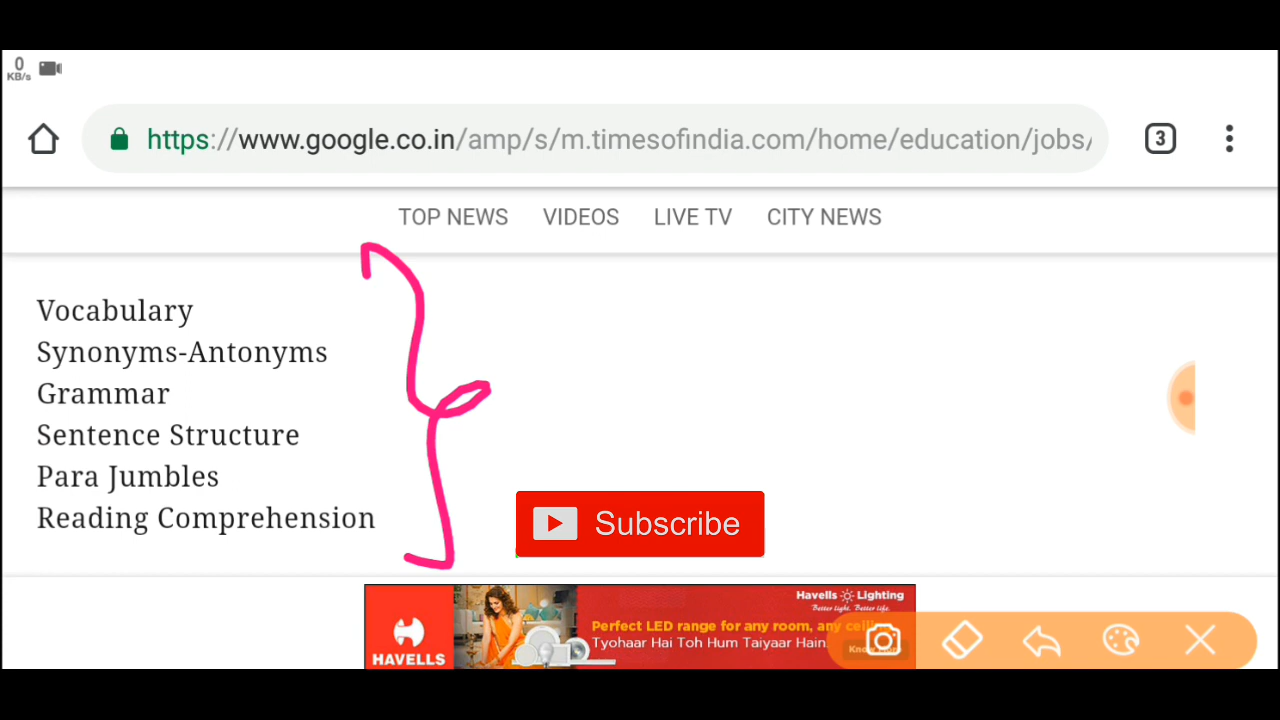 0
KB/s
https://www.google.co.in/amp/s/m.timesofindia.com/home/education/jobs/
3
TOP NEWS VIDEOS LIVE TV CITY NEWS
Vocabulary
Synonyms-Antonyms
Grammar
Sentence Structure
Para Jumbles
Reading Comprehension
Subscribe
HAVELLS
Havells Lighting
Better light. Better life.
Perfect LED range for any room, any
Tyohaar Hai Toh Hum Taiyaar Hain.